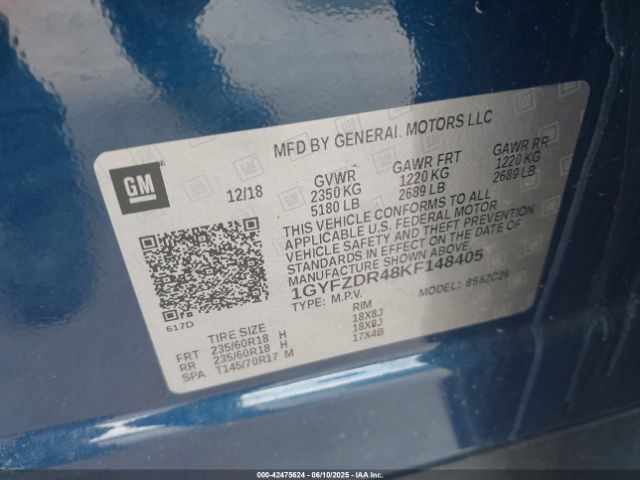 MFD BY GENERAL MOTORS LLC
GM
12/18
GVWR GAWR FRT GAWR RR
2350 KG 1220 KG 1220 KG
5180 LB 2689 LB 2689 LB
THIS VEHICLE CONFORMS TO ALL
APPLICABLE U.S. FEDERAL MOTOR
VEHICLE SAFETY AND THEFT PREVENTION
STANDARDS IN EFFECT ON THE DATE OF
MANUFACTURE SHOWN ABOVE.
1GYFZDR48KF148405
TYPE: M.P.V. MODEL: 856ZC26
617D
TIRE SIZE RIM
FRT 235/60R18 H 18X8J
RR 235/60R18 H 18X8J
SPA T145/70R17 M 17X4B
000-42475624 - 06/10/2025 - IAA Inc.